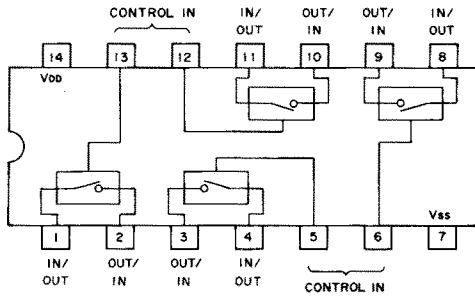 CONTROL IN
IN/ OUT/ OUT/ IN/
OUT IN IN OUT
14 13 12 11 10 9 8
VDD
VSS
1 2 3 4 5 6 7
IN/ OUT/ OUT/ IN/
OUT IN IN OUT
CONTROL IN